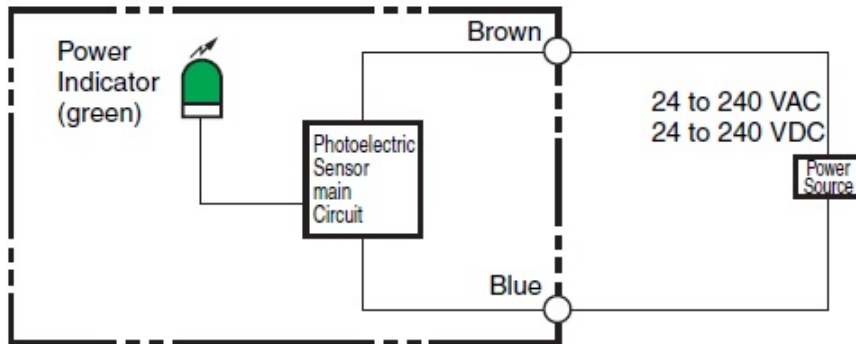 Power
Indicator
(green)
Brown
Photoelectric
Sensor
main
Circuit
24 to 240 VAC
24 to 240 VDC
Power
Source
Blue